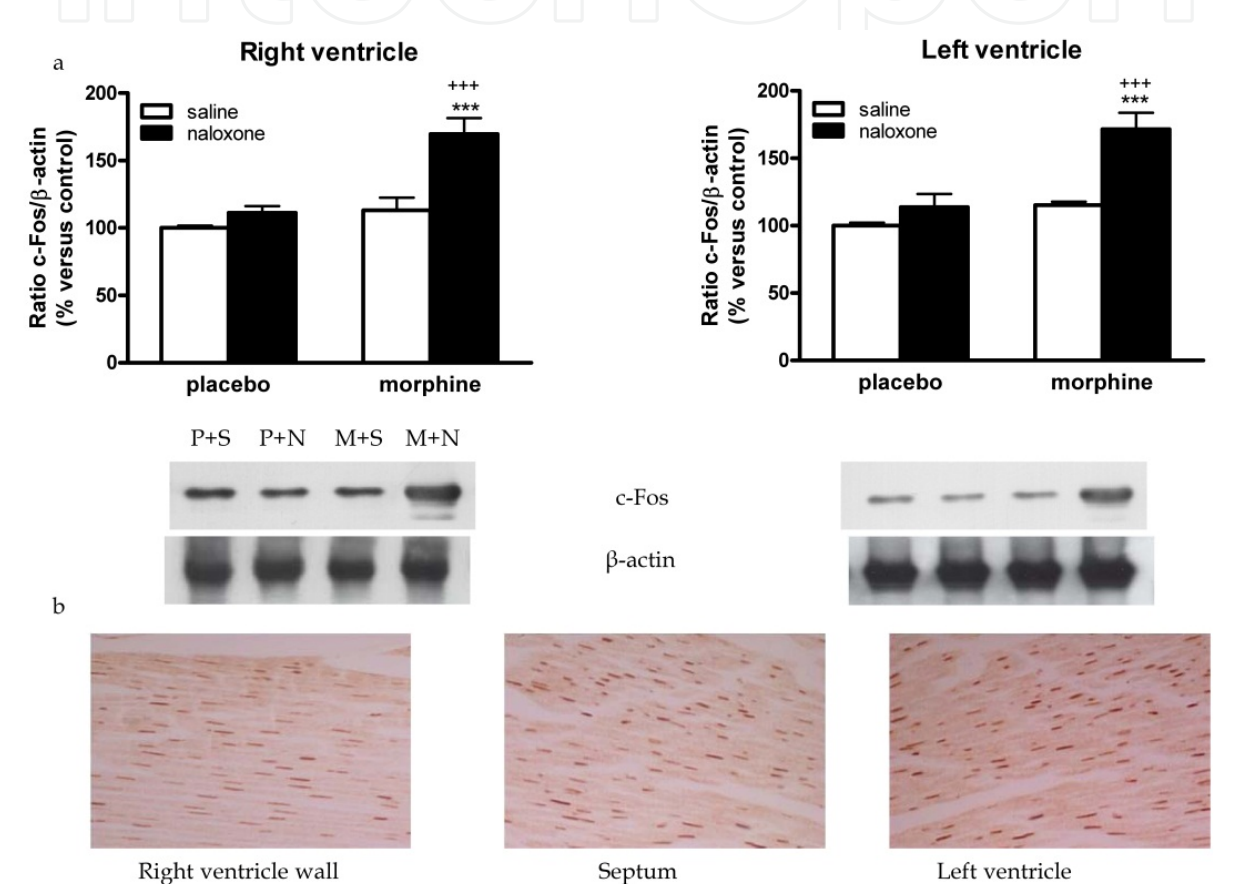 a
Right ventricle
200
150
100
50
0
Ratio c-Fos/β-actin
(% versus control)
saline
naloxone
+++
***
placebo
morphine
Left ventricle
200
150
100
50
0
Ratio c-Fos/β-actin
(% versus control)
saline
naloxone
+++
***
placebo
morphine
P+S P+N M+S M+N
c-Fos
β-actin
b
Right ventricle wall
Septum
Left ventricle